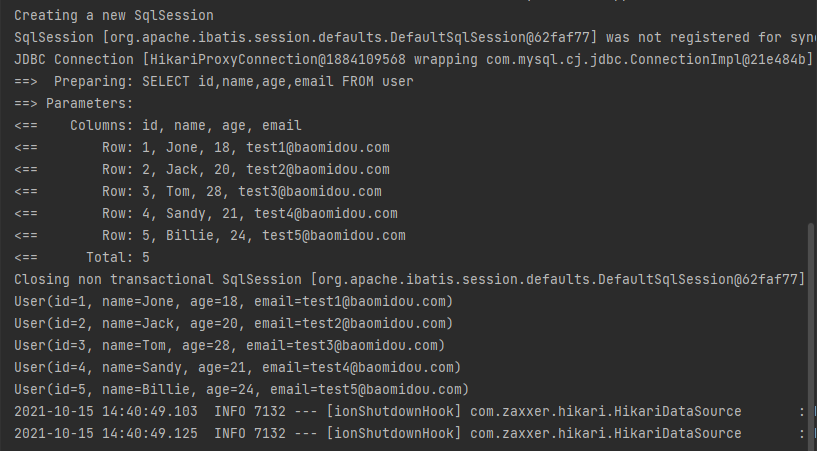 Creating a new SqlSession
SqlSession [org.apache.ibatis.session.defaults.DefaultSqlSession@62faf77] was not registered for syn
JDBC Connection [HikariProxyConnection@1884109568 wrapping com.mysql.cj.jdbc.ConnectionImpl@21e484b]
==>  Preparing: SELECT id,name,age,email FROM user
==> Parameters:
<==    Columns: id, name, age, email
<==        Row: 1, Jone, 18, test1@baomidou.com
<==        Row: 2, Jack, 20, test2@baomidou.com
<==        Row: 3, Tom, 28, test3@baomidou.com
<==        Row: 4, Sandy, 21, test4@baomidou.com
<==        Row: 5, Billie, 24, test5@baomidou.com
<==      Total: 5
Closing non transactional SqlSession [org.apache.ibatis.session.defaults.DefaultSqlSession@62faf77]
User(id=1, name=Jone, age=18, email=test1@baomidou.com)
User(id=2, name=Jack, age=20, email=test2@baomidou.com)
User(id=3, name=Tom, age=28, email=test3@baomidou.com)
User(id=4, name=Sandy, age=21, email=test4@baomidou.com)
User(id=5, name=Billie, age=24, email=test5@baomidou.com)
2021-10-15 14:40:49.103  INFO 7132 --- [ionShutdownHook] com.zaxxer.hikari.HikariDataSource       :
2021-10-15 14:40:49.125  INFO 7132 --- [ionShutdownHook] com.zaxxer.hikari.HikariDataSource       :